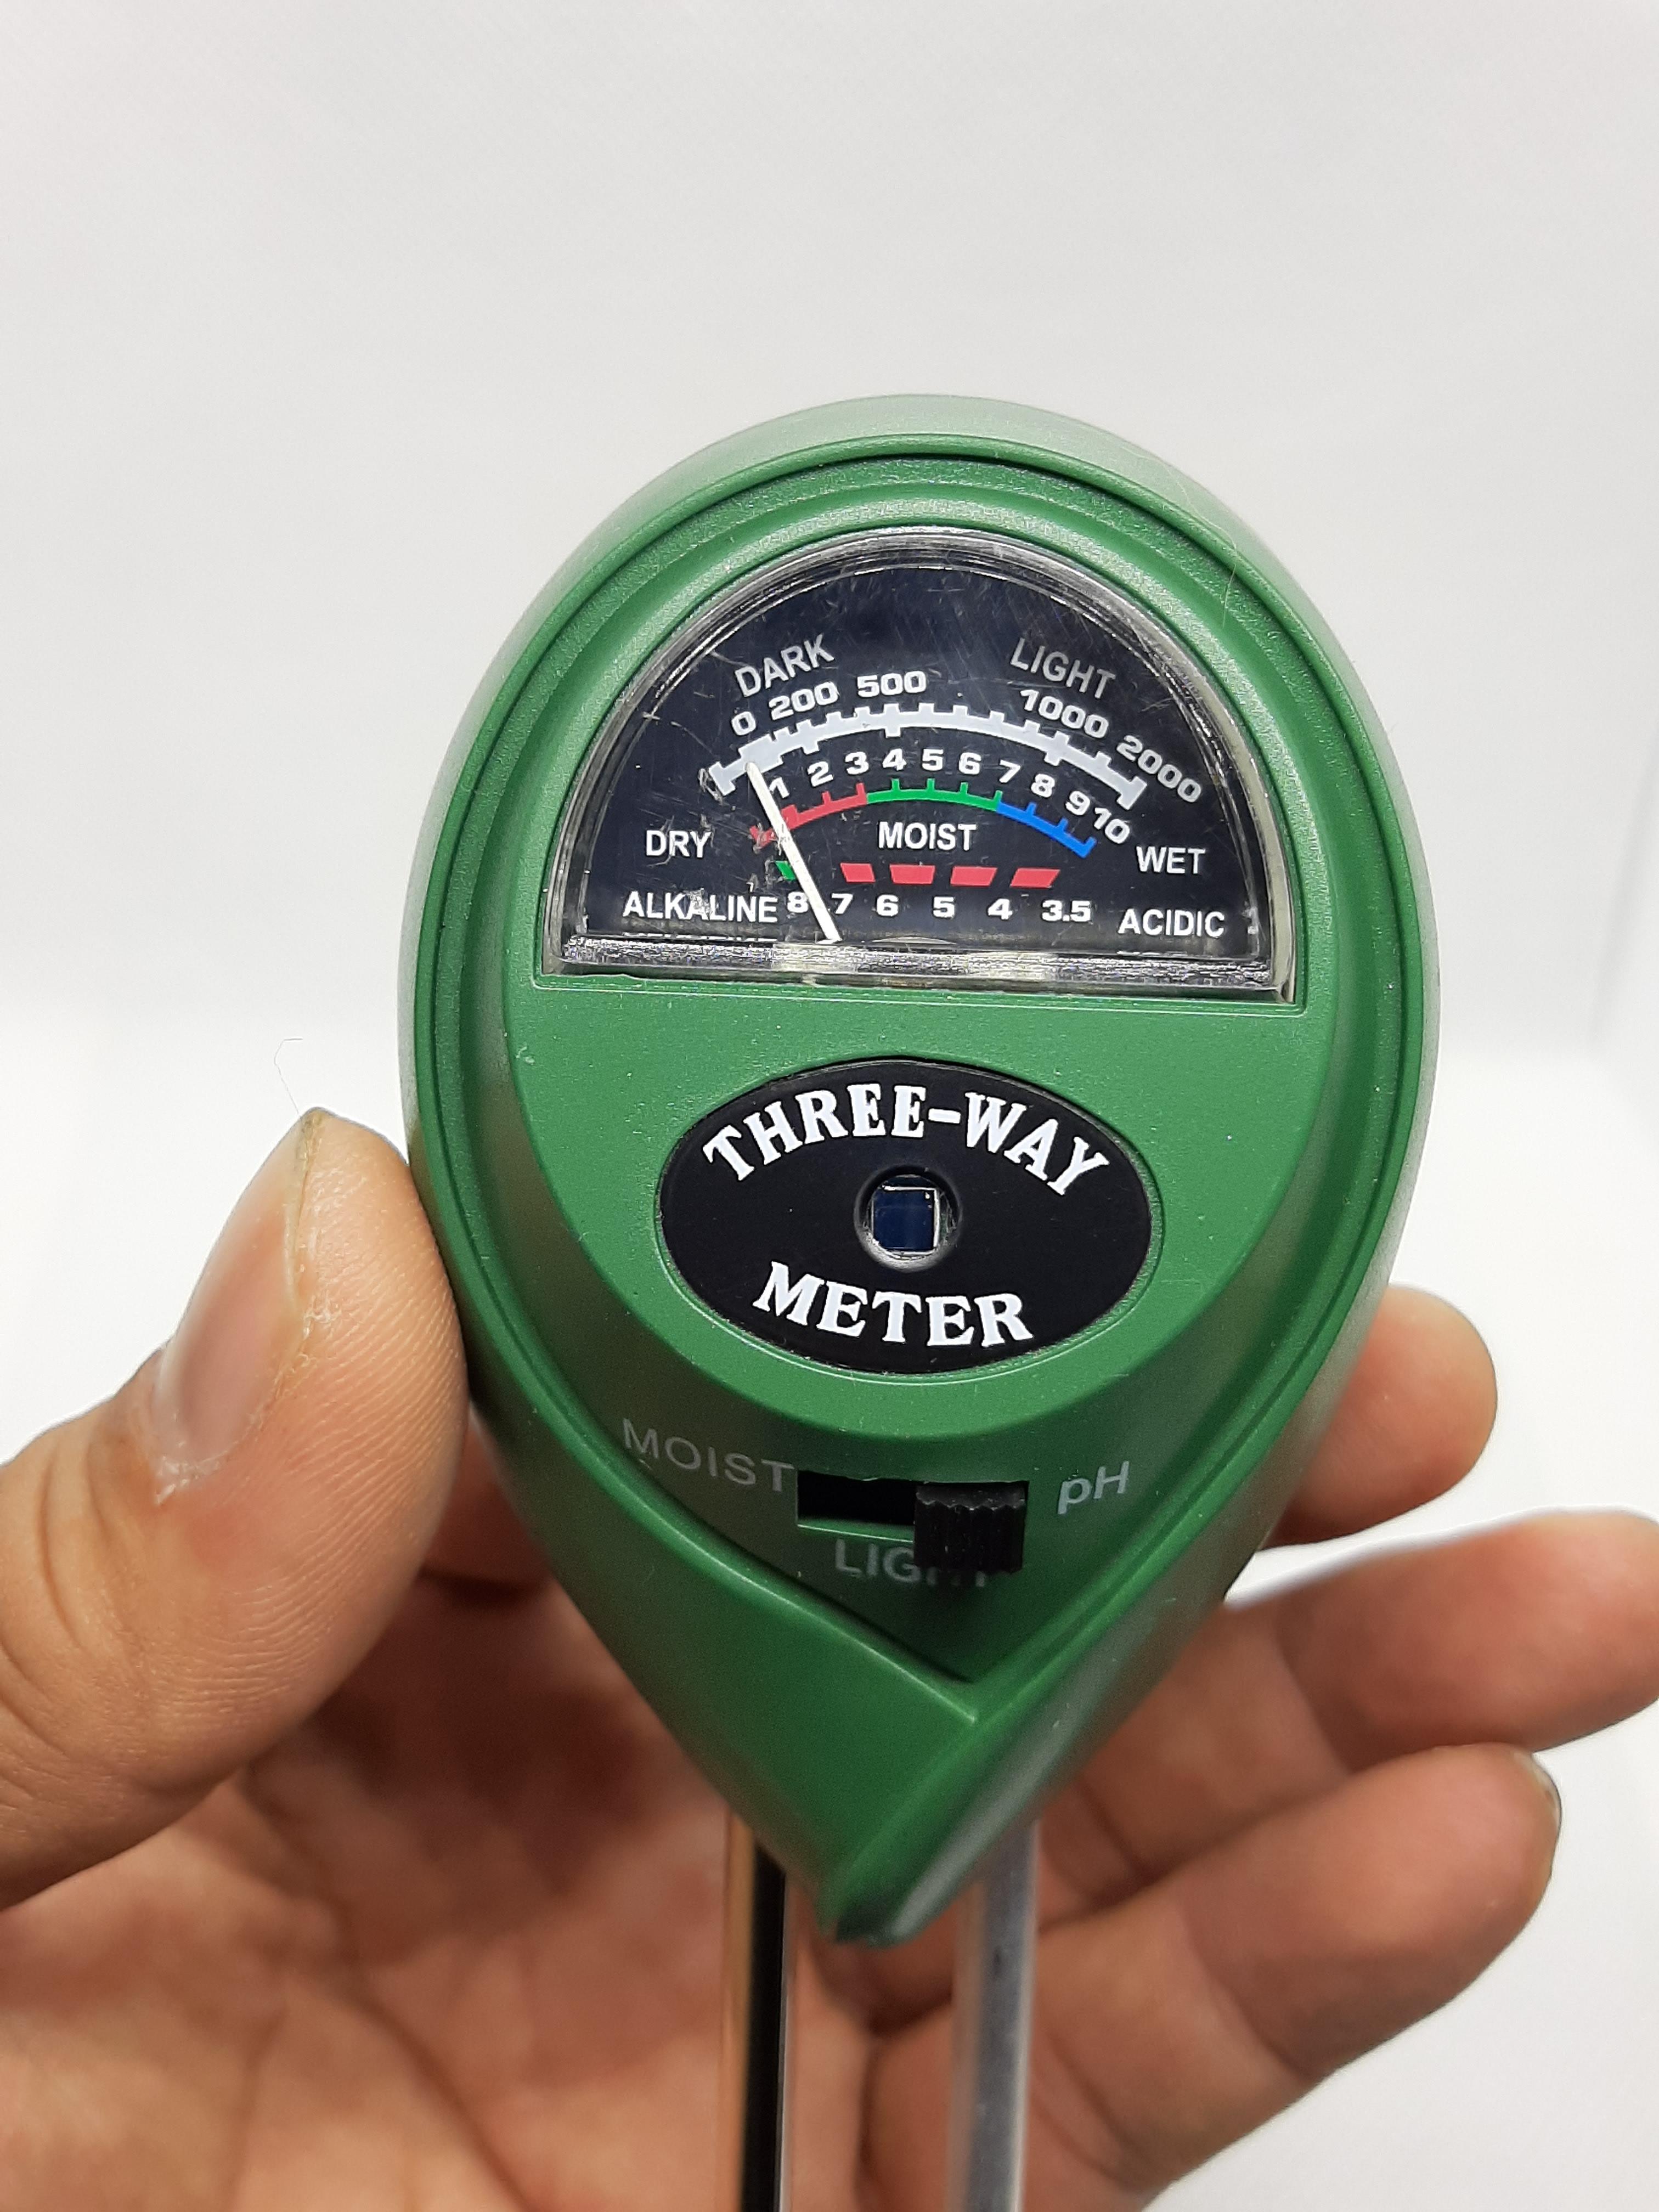 DARK LIGHT
0 200 500 1000 2000
1 2 3 4 5 6 7 8 9 10
DRY MOIST WET
ALKALINE 8 7 6 5 4 3.5 ACIDIC
THREE-WAY
METER
MOIST pH
LIGHT